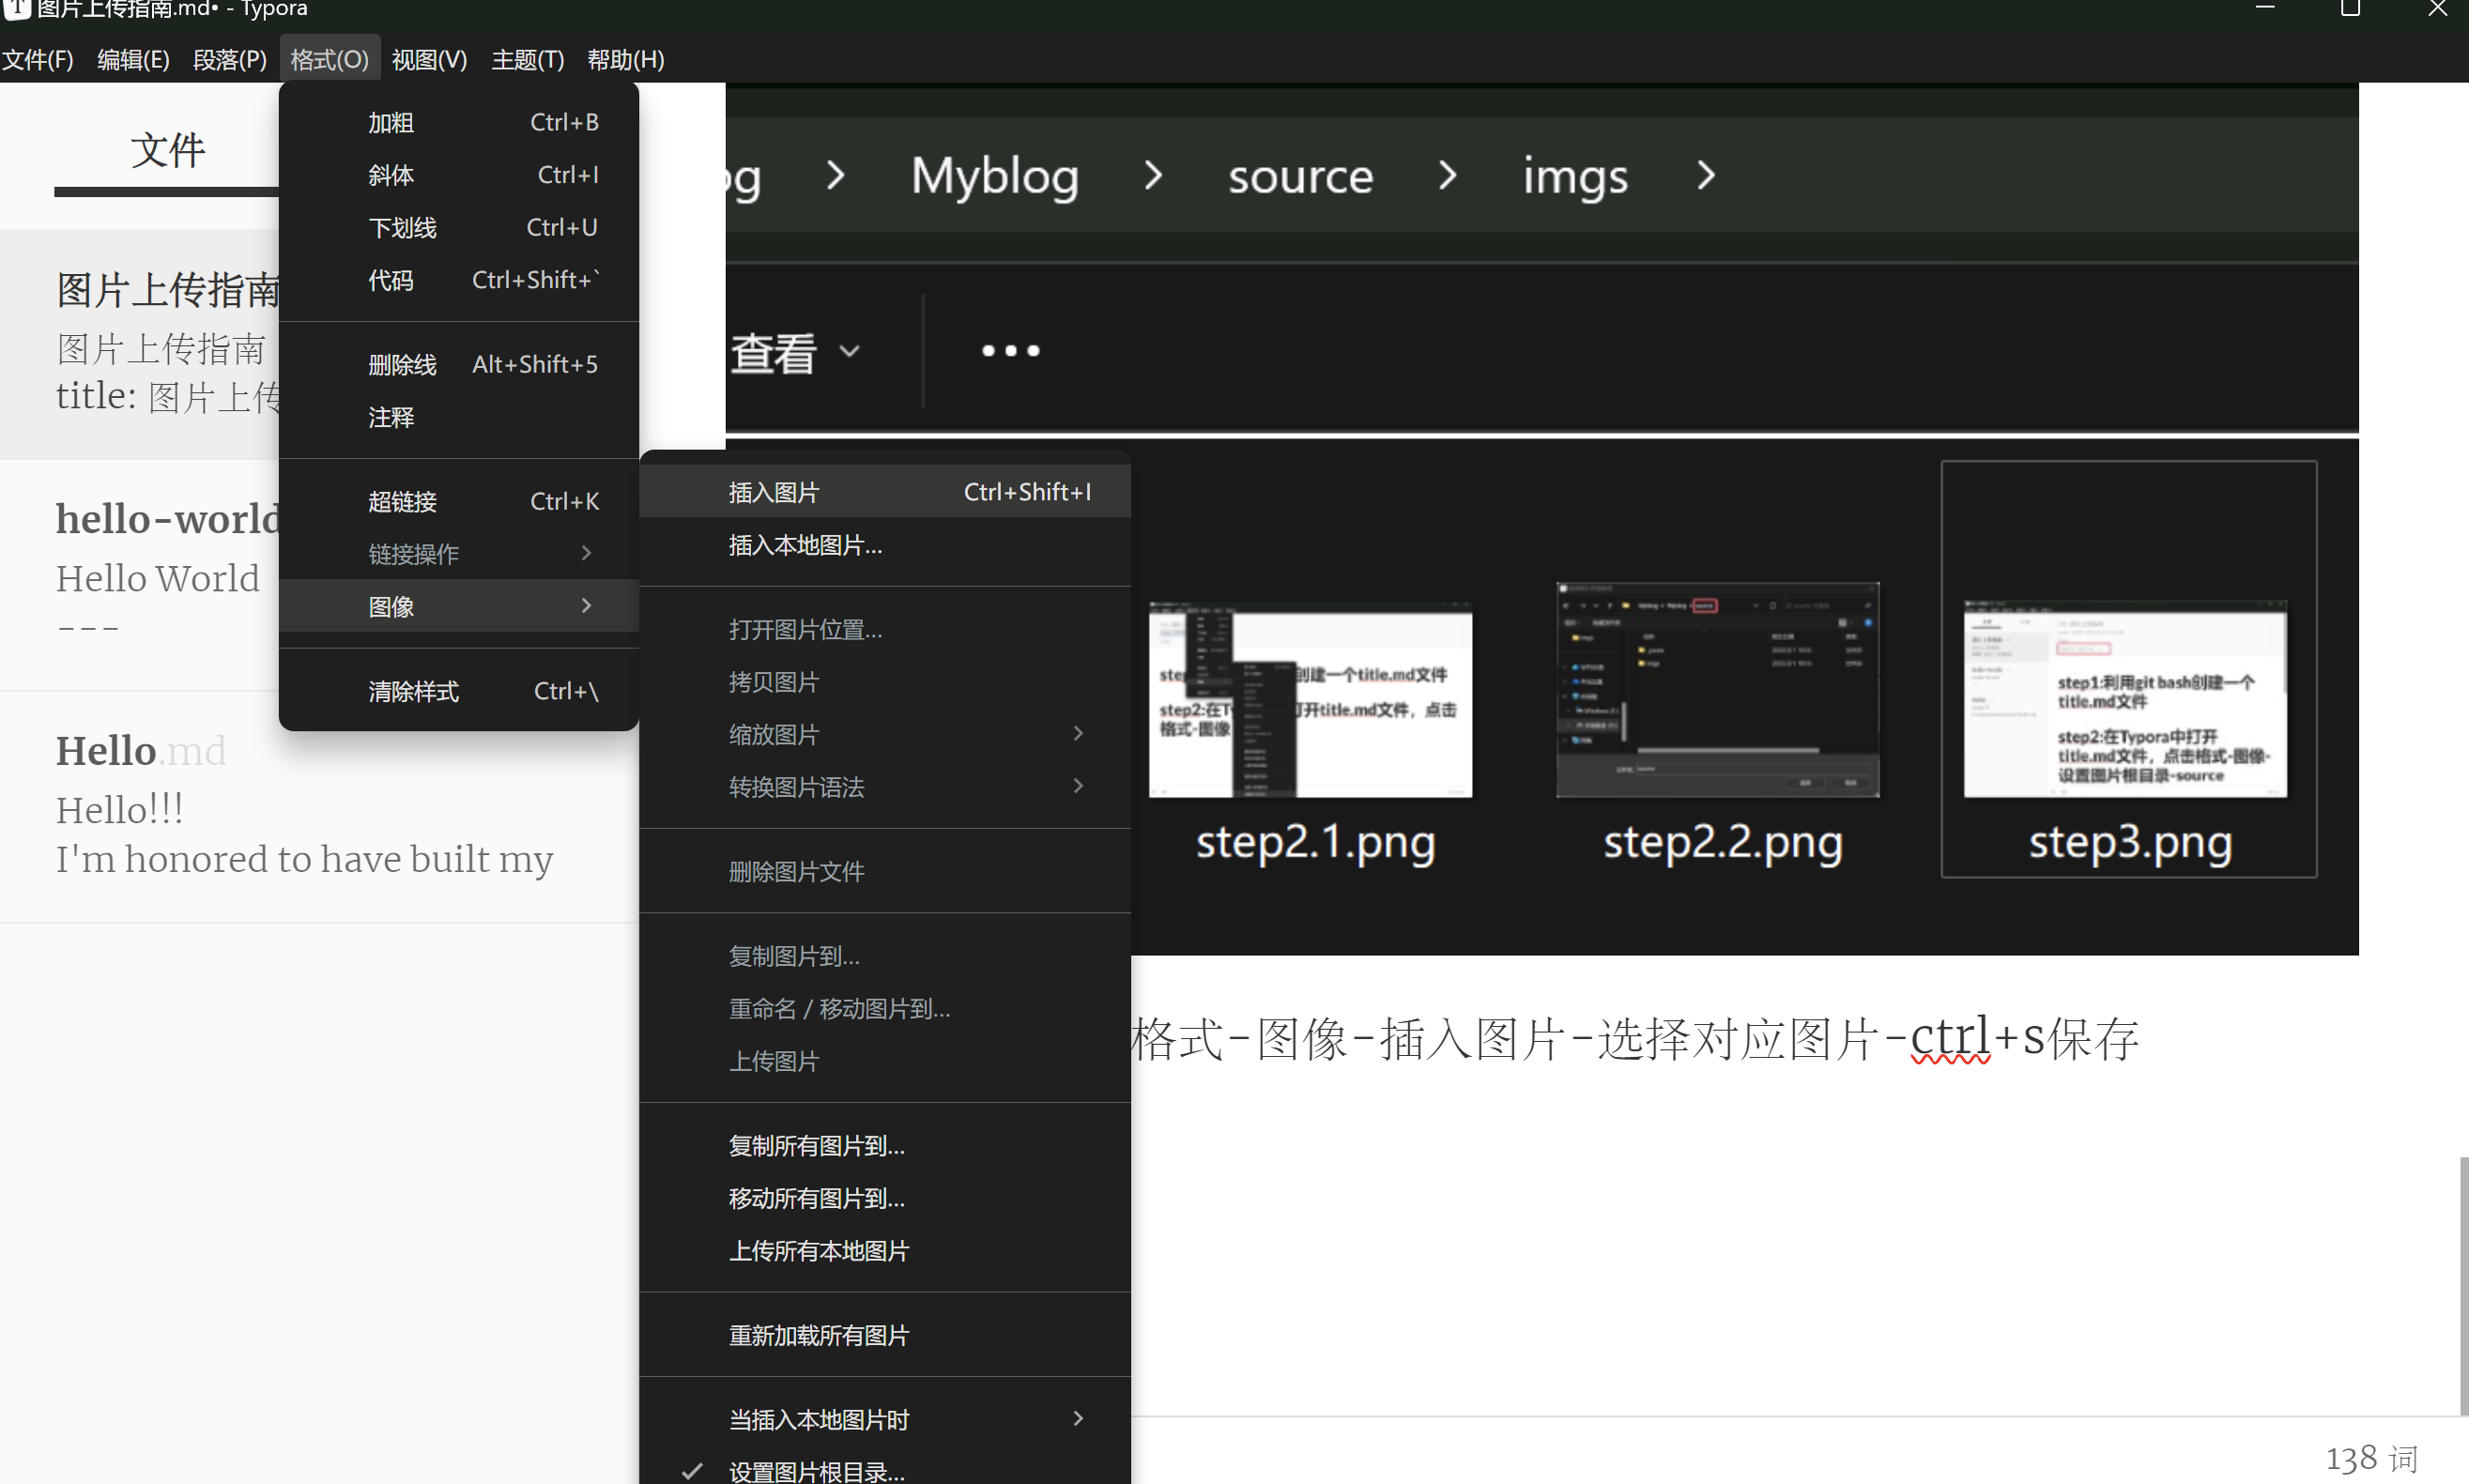 图片上传指南.md• - Typora
文件(F) 编辑(E) 段落(P) 格式(O) 视图(V) 主题(T) 帮助(H)
文件
图片上传指南
图片上传指南
title: 图片上传
hello-world
Hello World
---
Hello.md
Hello!!!
I'm honored to have built my
加粗 Ctrl+B
斜体 Ctrl+I
下划线 Ctrl+U
代码 Ctrl+Shift+`
删除线 Alt+Shift+5
注释
超链接 Ctrl+K
链接操作
图像
清除样式 Ctrl+\
插入图片 Ctrl+Shift+I
插入本地图片...
打开图片位置...
拷贝图片
缩放图片
转换图片语法
删除图片文件
复制图片到...
重命名 / 移动图片到...
上传图片
复制所有图片到...
移动所有图片到...
上传所有本地图片
重新加载所有图片
当插入本地图片时
设置图片根目录...
og > Myblog > source > imgs >
查看
创建一个title.md文件
step2:在Ty
打开title.md文件，点击
格式-图像
step1:利用git bash创建一个
title.md文件
step2:在Typora中打开
title.md文件，点击格式-图像-
设置图片根目录-source
step2.1.png
step2.2.png
step3.png
格式-图像-插入图片-选择对应图片-ctrl+s保存
138 词